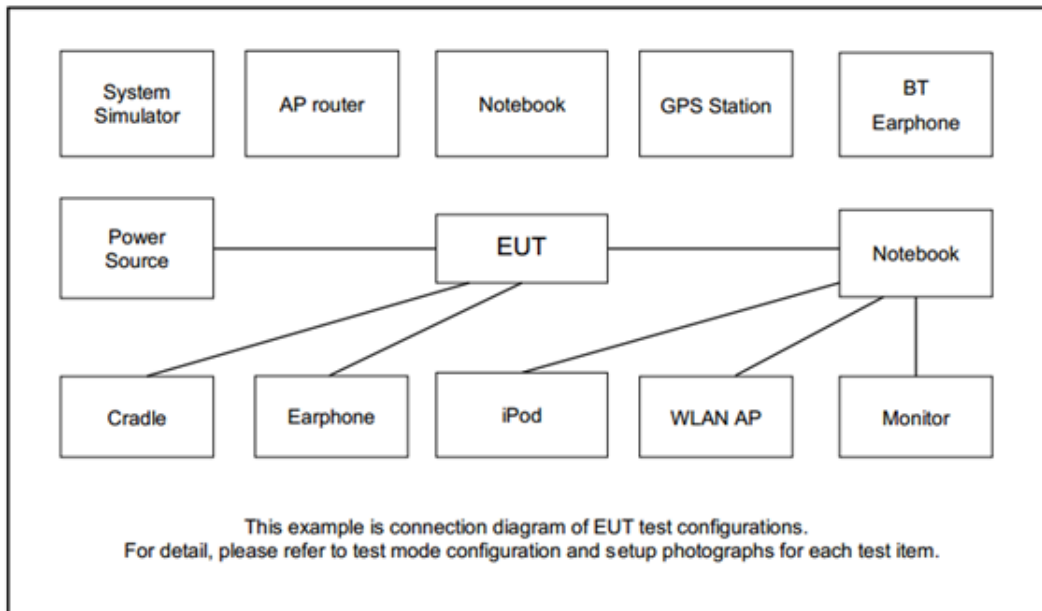 System
Simulator
AP router
Notebook
GPS Station
BT
Earphone
Power
Source
EUT
Notebook
Cradle
Earphone
iPod
WLAN AP
Monitor
This example is connection diagram of EUT test configurations.
For detail, please refer to test mode configuration and setup photographs for each test item.